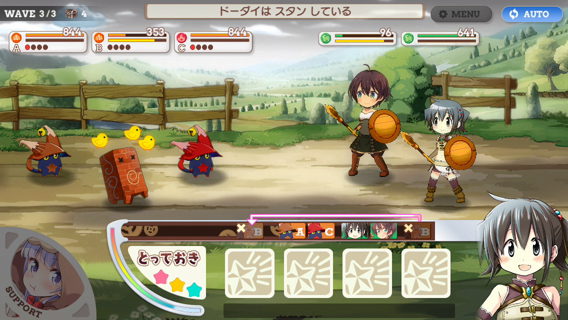 WAVE 3/3 4
ドーダイは スタン している
MENU
AUTO
844 353 844 96 641
A B C
B A C B
とっておき
SUPPORT